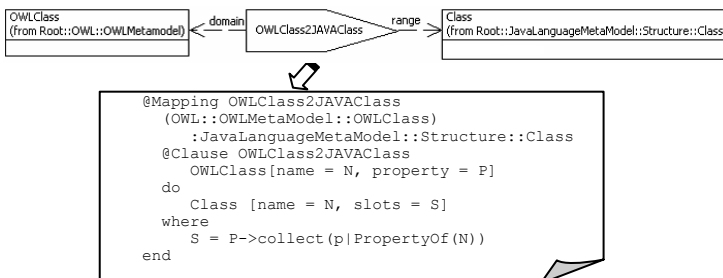 OWLClass
(from Root::OWL::OWLMetamodel)
domain
OWLClass2JAVAClass
range
Class
(from Root::JavaLanguageMetaModel::Structure::Class
@Mapping OWLClass2JAVAClass
(OWL::OWLMetaModel::OWLClass)
:JavaLanguageMetaModel::Structure::Class
@Clause OWLClass2JAVAClass
OWLClass[name = N, property = P]
do
Class [name = N, slots = S]
where
S = P->collect(p|PropertyOf(N))
end